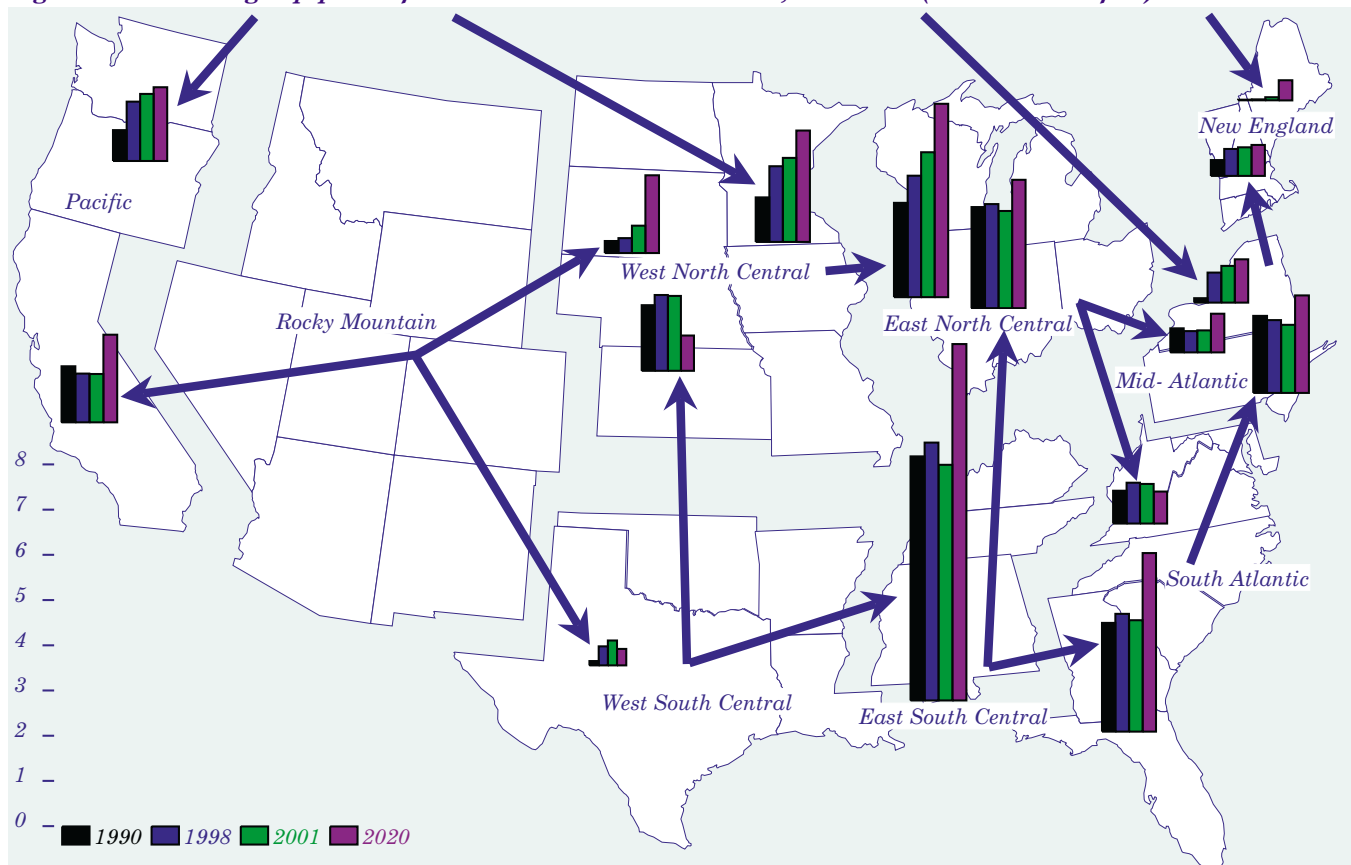 New England
Pacific
West North Central
Rocky Mountain
East North Central
Mid- Atlantic
8
7
6
South Atlantic
5
4
3
West South Central
East South Central
2
1
0
1990 1998 2001 2020